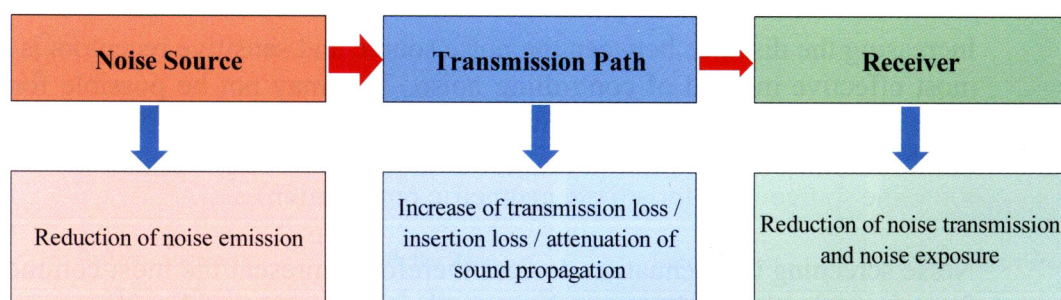 Noise Source
Transmission Path
Receiver
Reduction of noise emission
Increase of transmission loss /
insertion loss / attenuation of
sound propagation
Reduction of noise transmission
and noise exposure